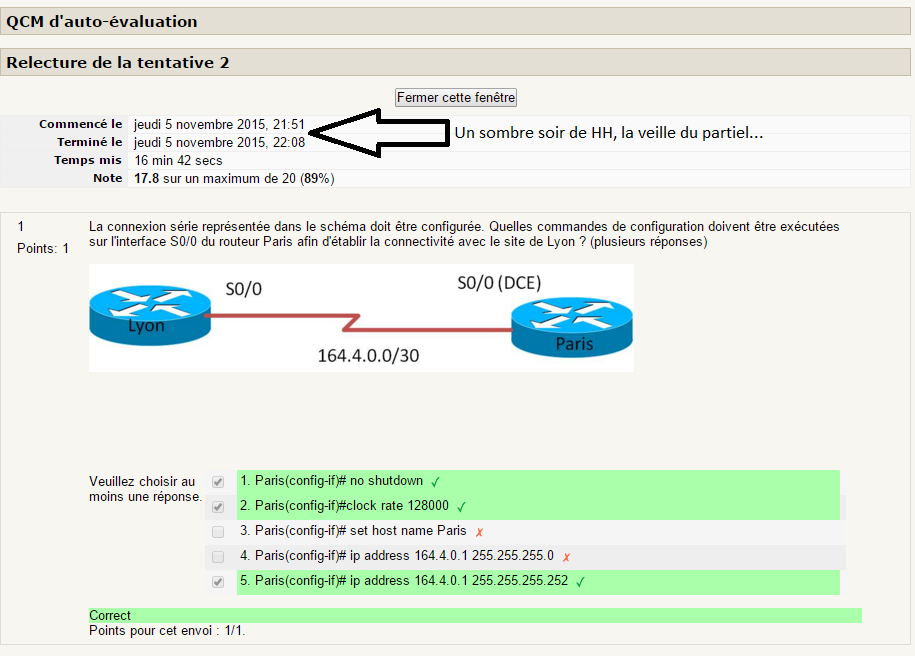 QCM d'auto-évaluation
Relecture de la tentative 2
Fermer cette fenêtre
Commencé le jeudi 5 novembre 2015, 21:51
Terminé le jeudi 5 novembre 2015, 22:08
Un sombre soir de HH, la veille du partiel...
Temps mis 16 min 42 secs
Note 17.8 sur un maximum de 20 (89%)
1
Points: 1
La connexion série représentée dans le schéma doit être configurée. Quelles commandes de configuration doivent être exécutées
sur l'interface S0/0 du routeur Paris afin d'établir la connectivité avec le site de Lyon ? (plusieurs réponses)
S0/0
S0/0 (DCE)
Lyon
Paris
164.4.0.0/30
Veuillez choisir au
moins une réponse.
1. Paris(config-if)# no shutdown ✓
2. Paris(config-if)#clock rate 128000 ✓
3. Paris(config-if)# set host name Paris ✗
4. Paris(config-if)# ip address 164.4.0.1 255.255.255.0 ✗
5. Paris(config-if)# ip address 164.4.0.1 255.255.255.252 ✓
Correct
Points pour cet envoi : 1/1.